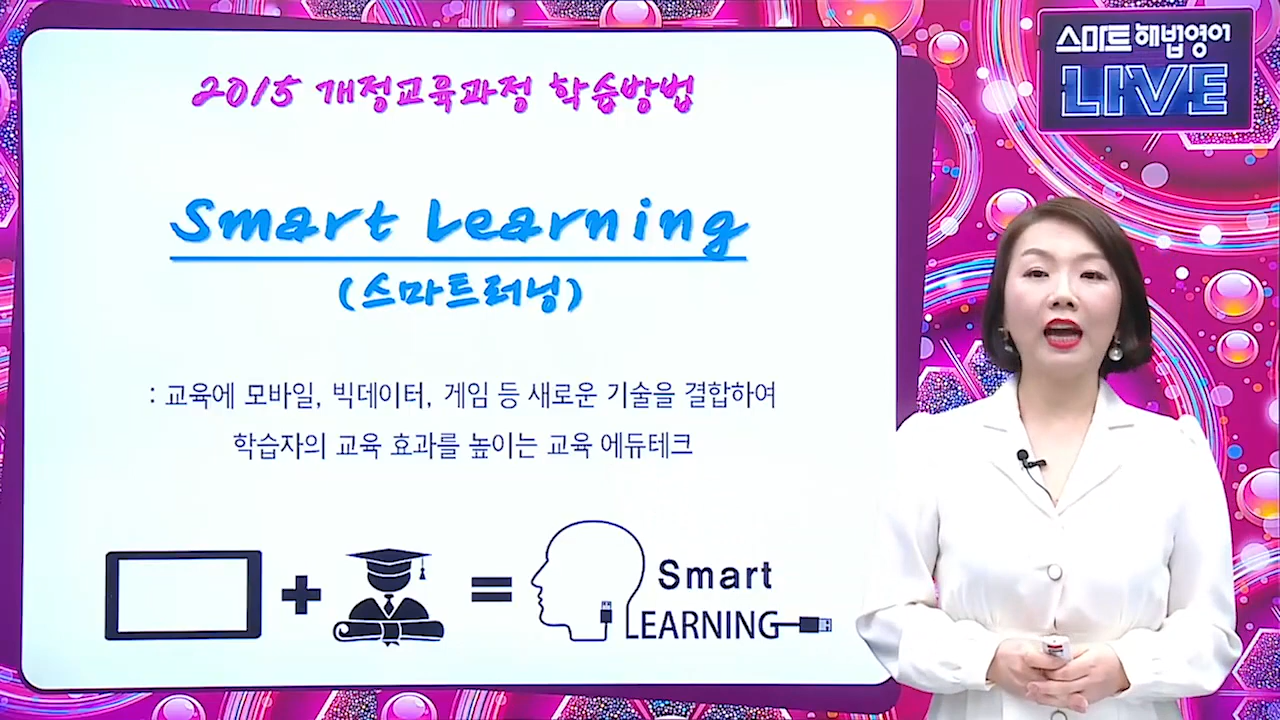 2015 개정교육과정 학습방법
Smart Learning
(스마트러닝)
: 교육에 모바일, 빅데이터, 게임 등 새로운 기술을 결합하여
학습자의 교육 효과를 높이는 교육 에듀테크
Smart
LEARNING
스마트 해법영어
LIVE